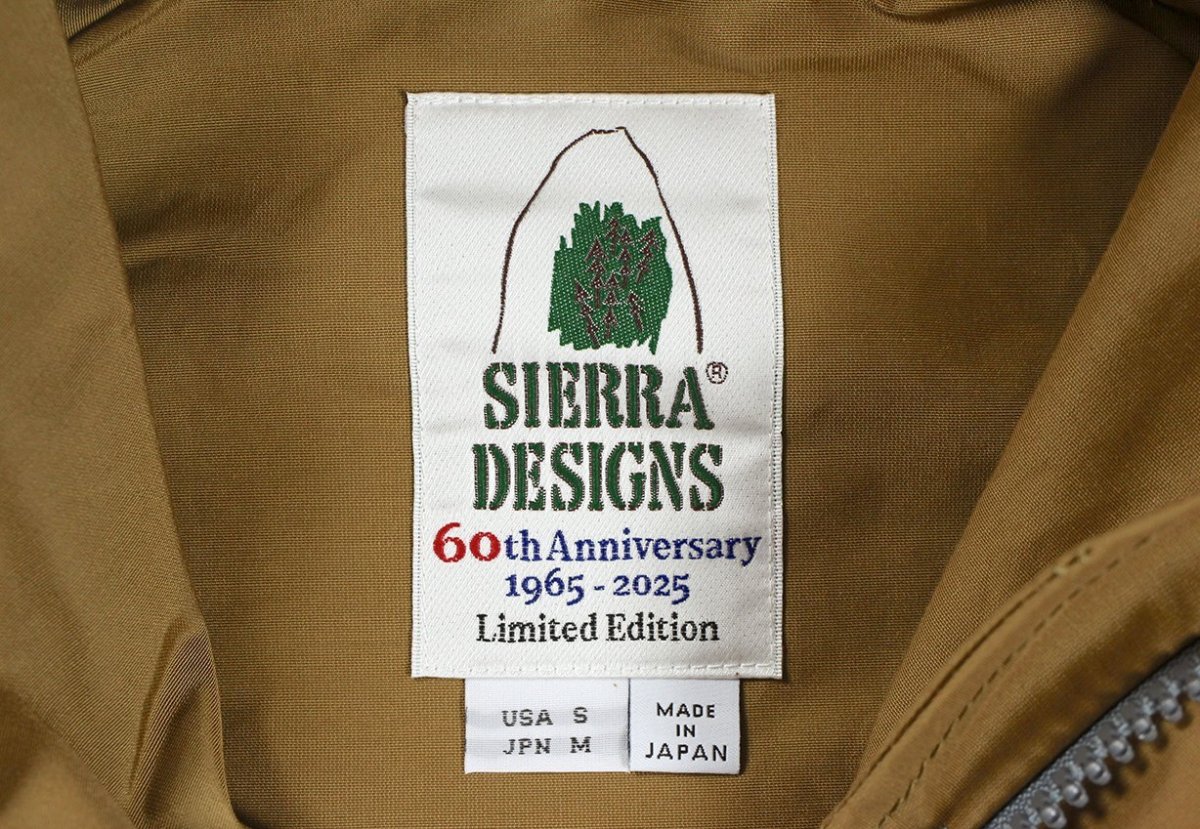 SIERRA®
DESIGNS
60th Anniversary
1965 - 2025
Limited Edition
USA S
JPN M
MADE
IN
JAPAN